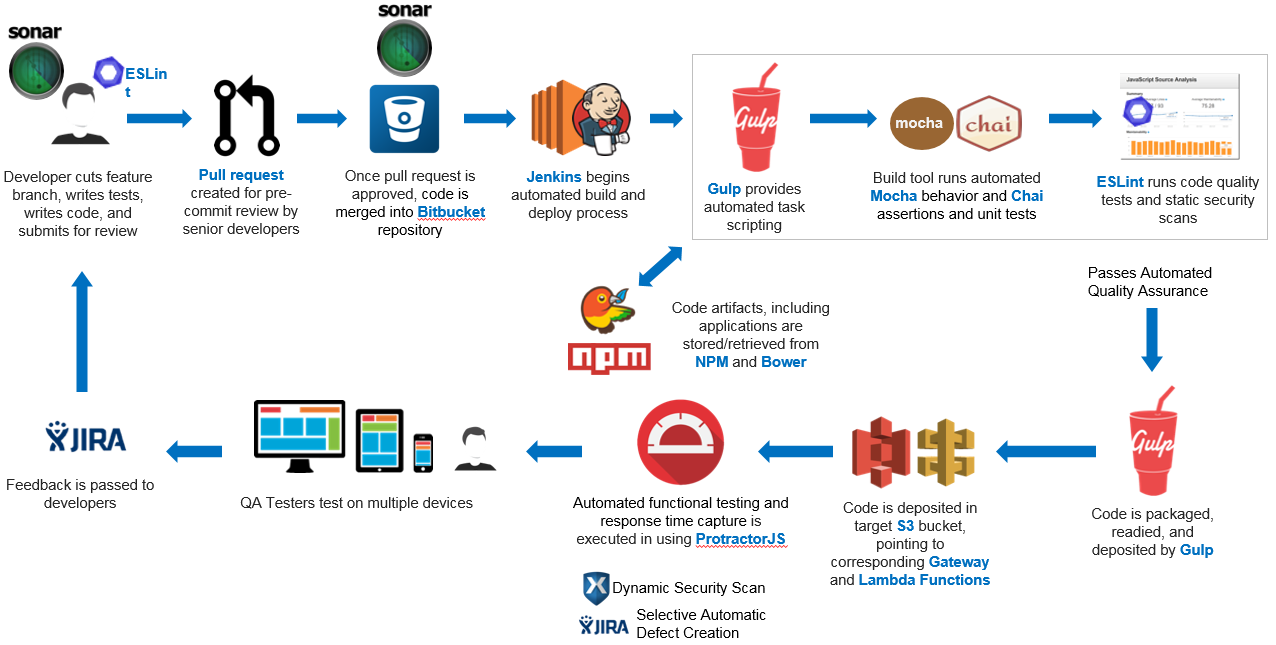 sonar
ESLin
t
Developer cuts feature
branch, writes tests,
writes code, and
submits for review
Pull request
created for pre-
commit review by
senior developers
sonar
Once pull request is
approved, code is
merged into Bitbucket
repository
Jenkins begins
automated build and
deploy process
Gulp
Gulp provides
automated task
scripting
mocha
chai
Build tool runs automated
Mocha behavior and Chai
assertions and unit tests
JavaScript Source Analysis
Summary
75.28
ESLint runs code quality
tests and static security
scans
npm
Code artifacts, including
applications are
stored/retrieved from
NPM and Bower
Passes Automated
Quality Assurance
Gulp
Code is packaged,
readied, and
deposited by Gulp
Code is deposited in
target S3 bucket,
pointing to
corresponding Gateway
and Lambda Functions
Automated functional testing and
response time capture is
executed in using ProtractorJS
X
Dynamic Security Scan
JIRA
Selective Automatic
Defect Creation
QA Testers test on multiple devices
JIRA
Feedback is passed to
developers